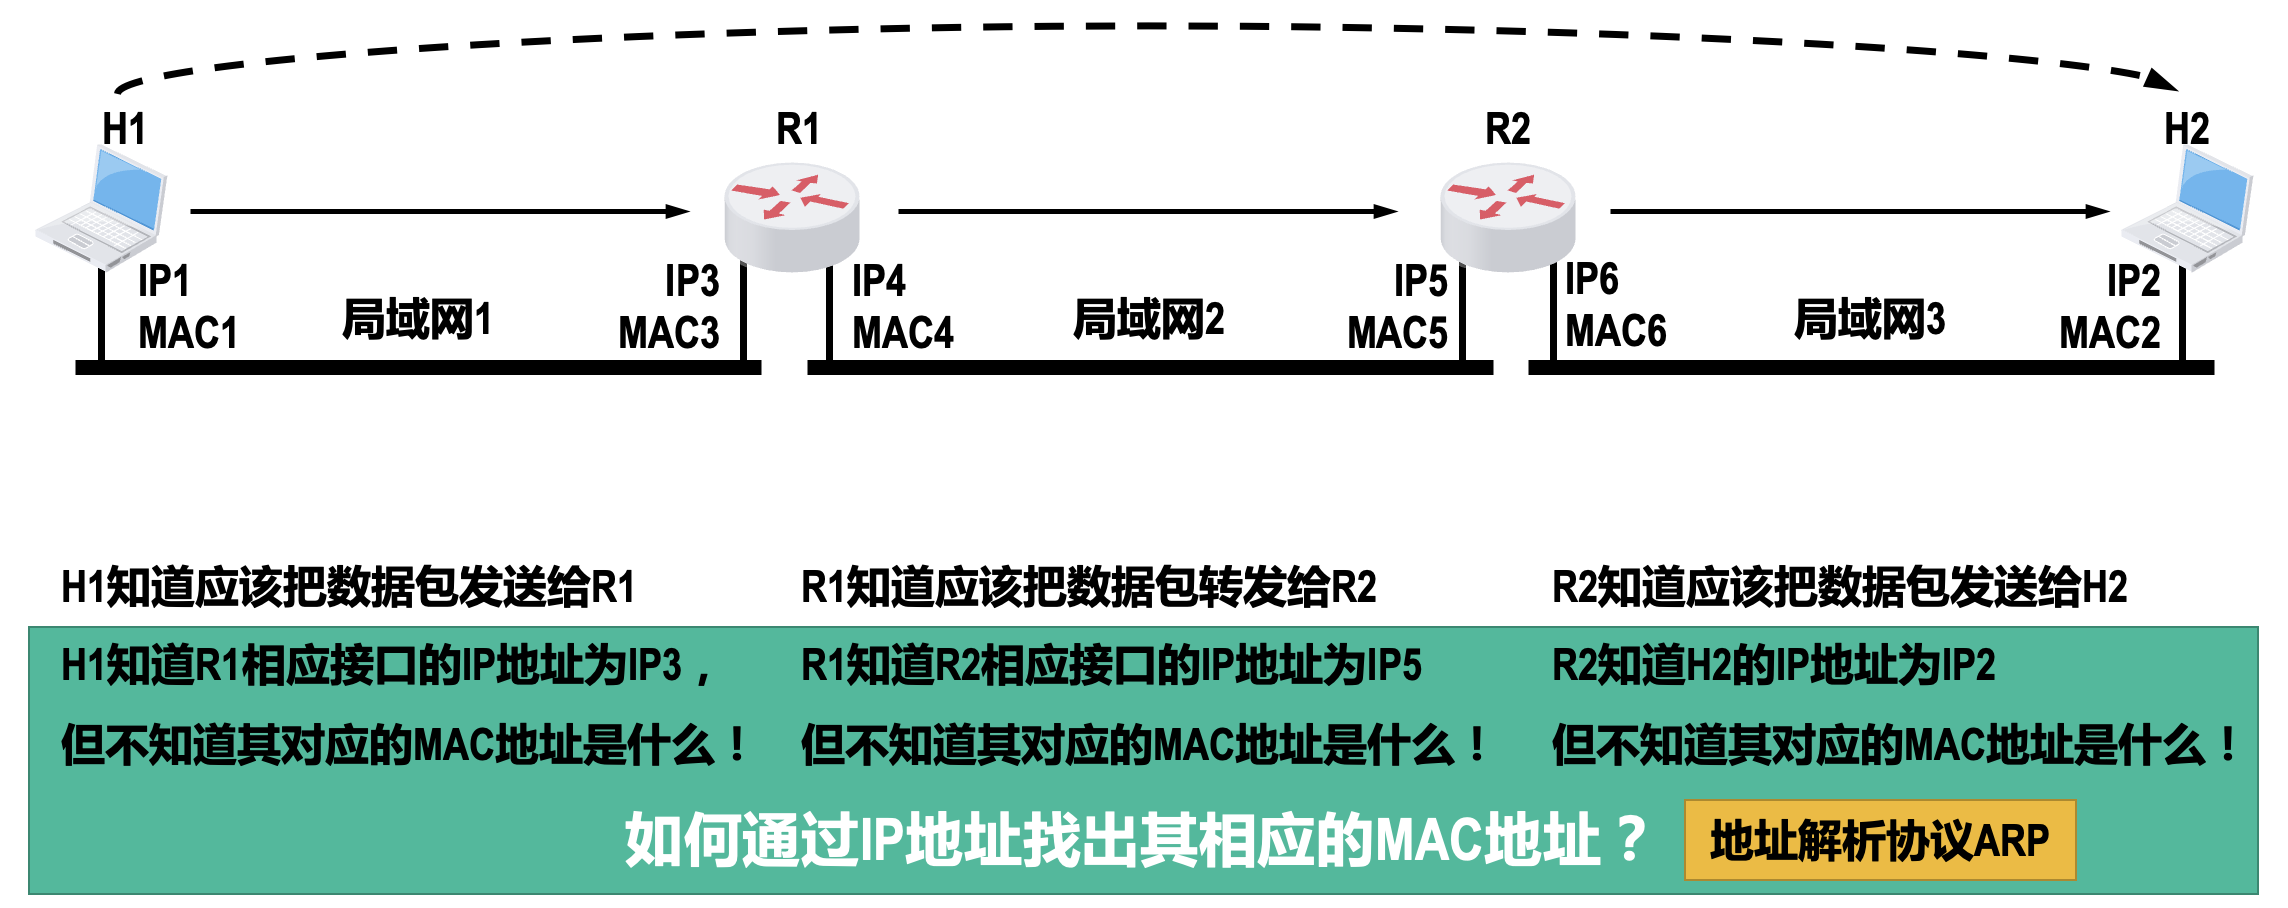 H1
R1
R2
H2
IP1
MAC1
局域网1
IP3
MAC3
IP4
MAC4
局域网2
IP5
MAC5
IP6
MAC6
局域网3
IP2
MAC2
H1知道应该把数据包发送给R1
R1知道应该把数据包转发给R2
R2知道应该把数据包发送给H2
H1知道R1相应接口的IP地址为IP3，
但不知道其对应的MAC地址是什么！
R1知道R2相应接口的IP地址为IP5
但不知道其对应的MAC地址是什么！
R2知道H2的IP地址为IP2
但不知道其对应的MAC地址是什么！
如何通过IP地址找出其相应的MAC地址？
地址解析协议ARP